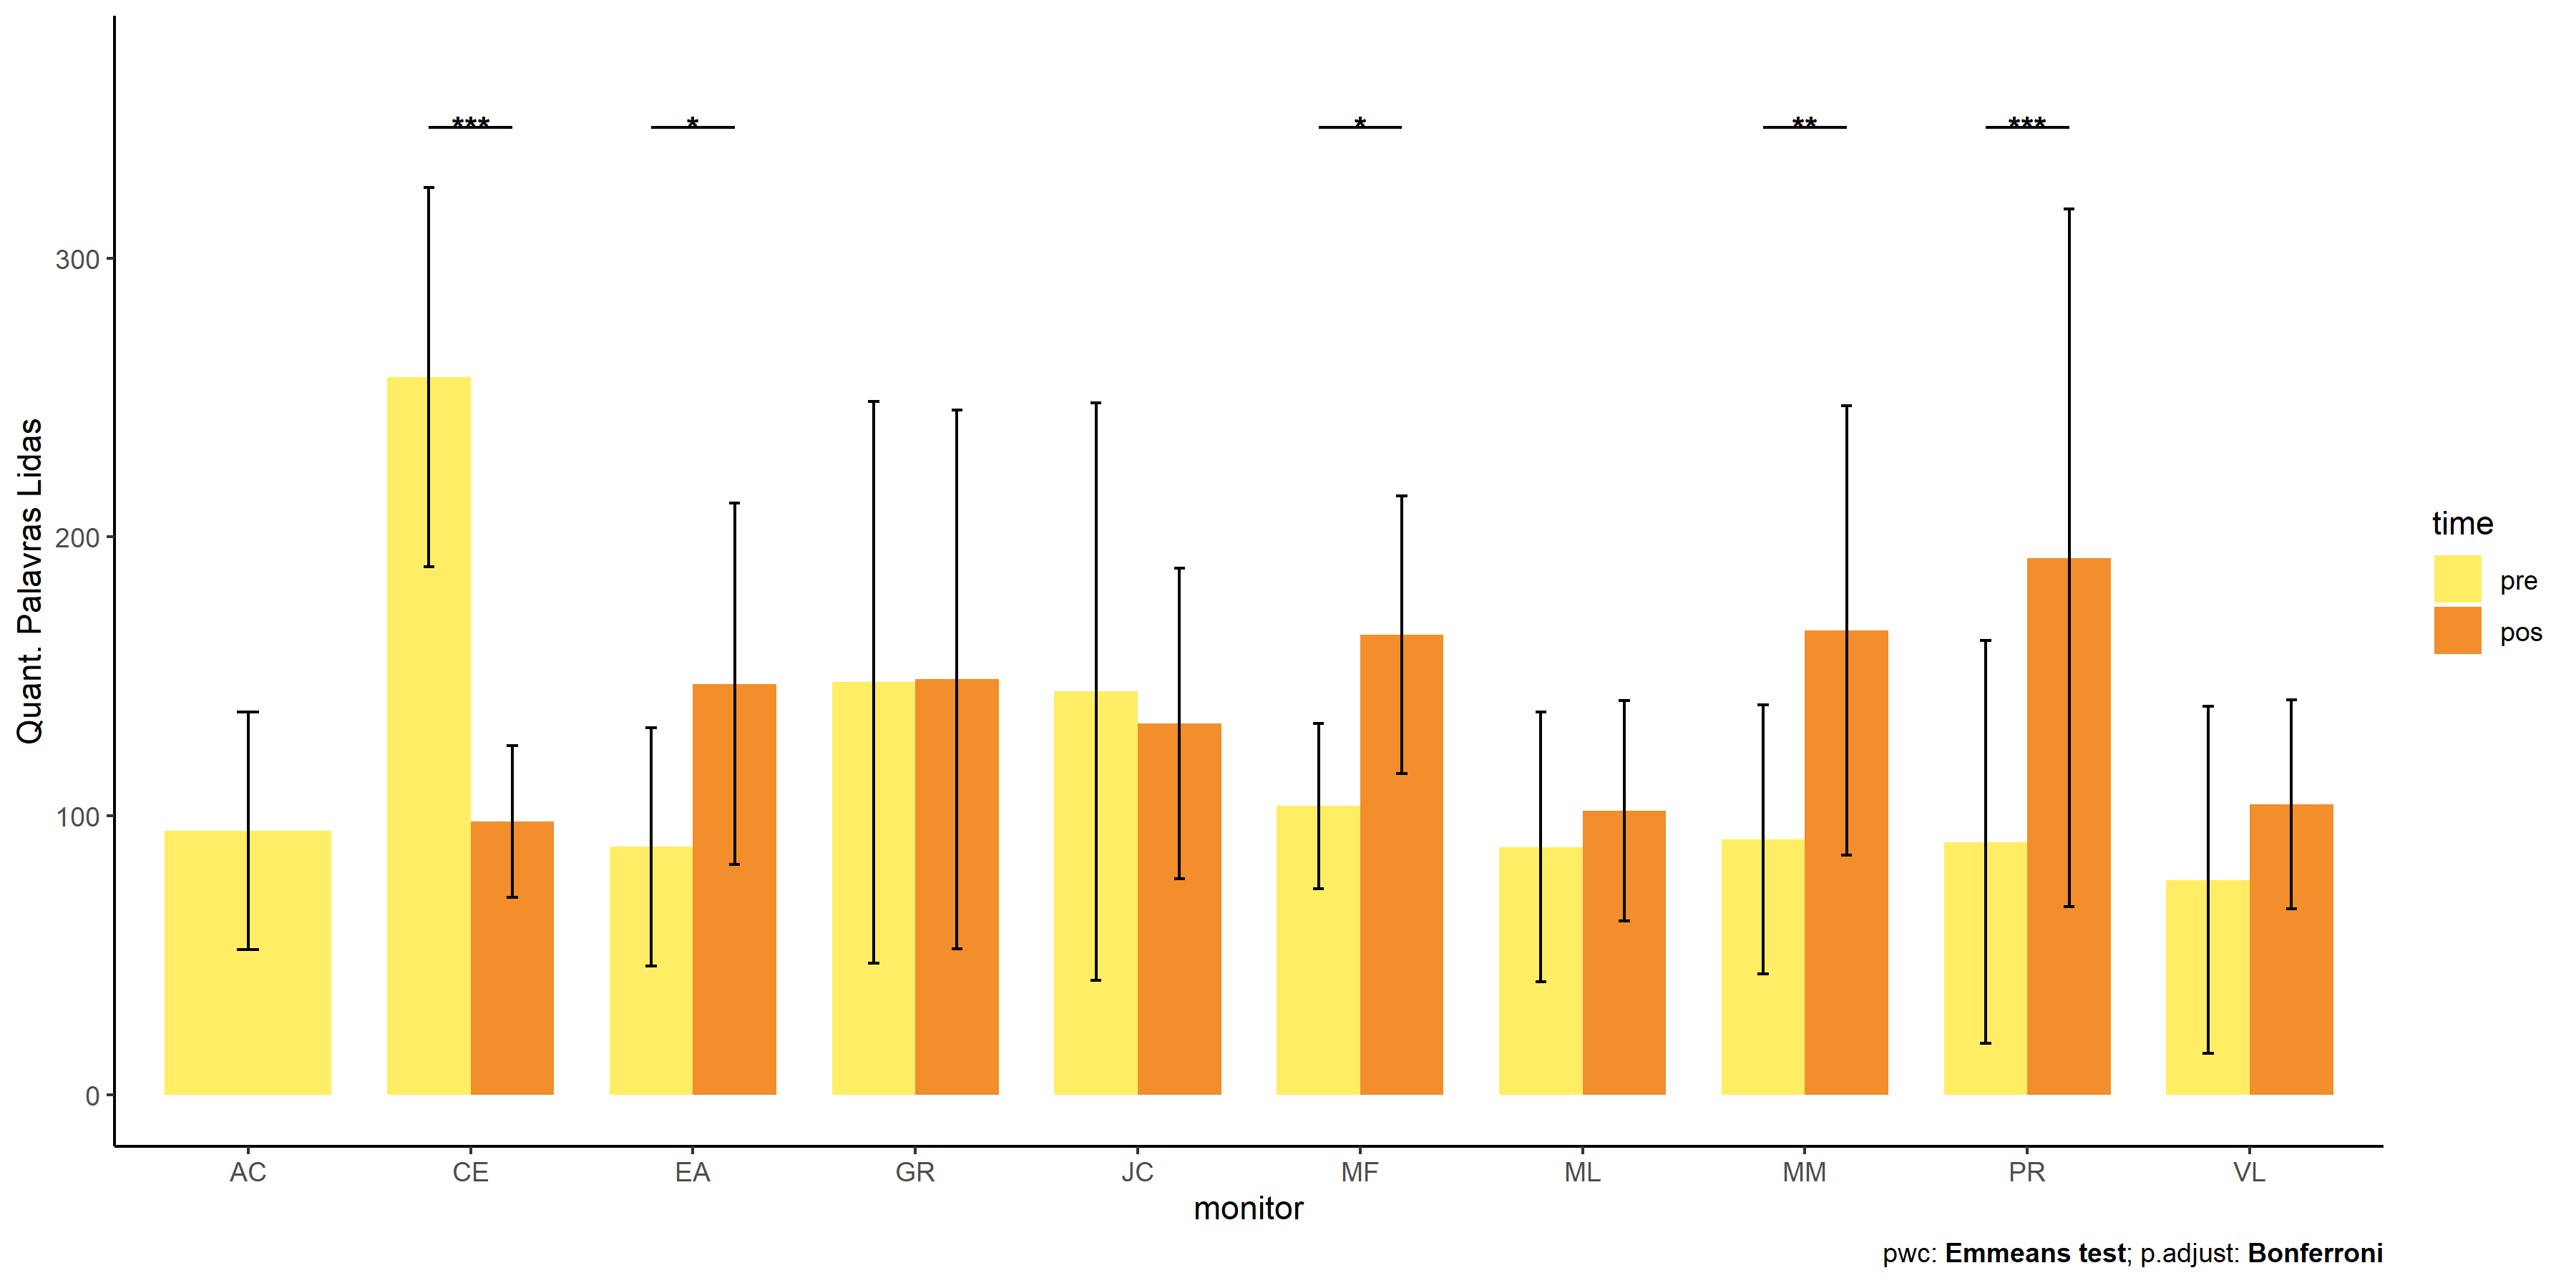 *** * * ** ***
300
200
100
0
Quant. Palavras Lidas
AC CE EA GR JC MF ML MM PR VL
monitor
time
pre
pos
pwc: Emmeans test; p.adjust: Bonferroni